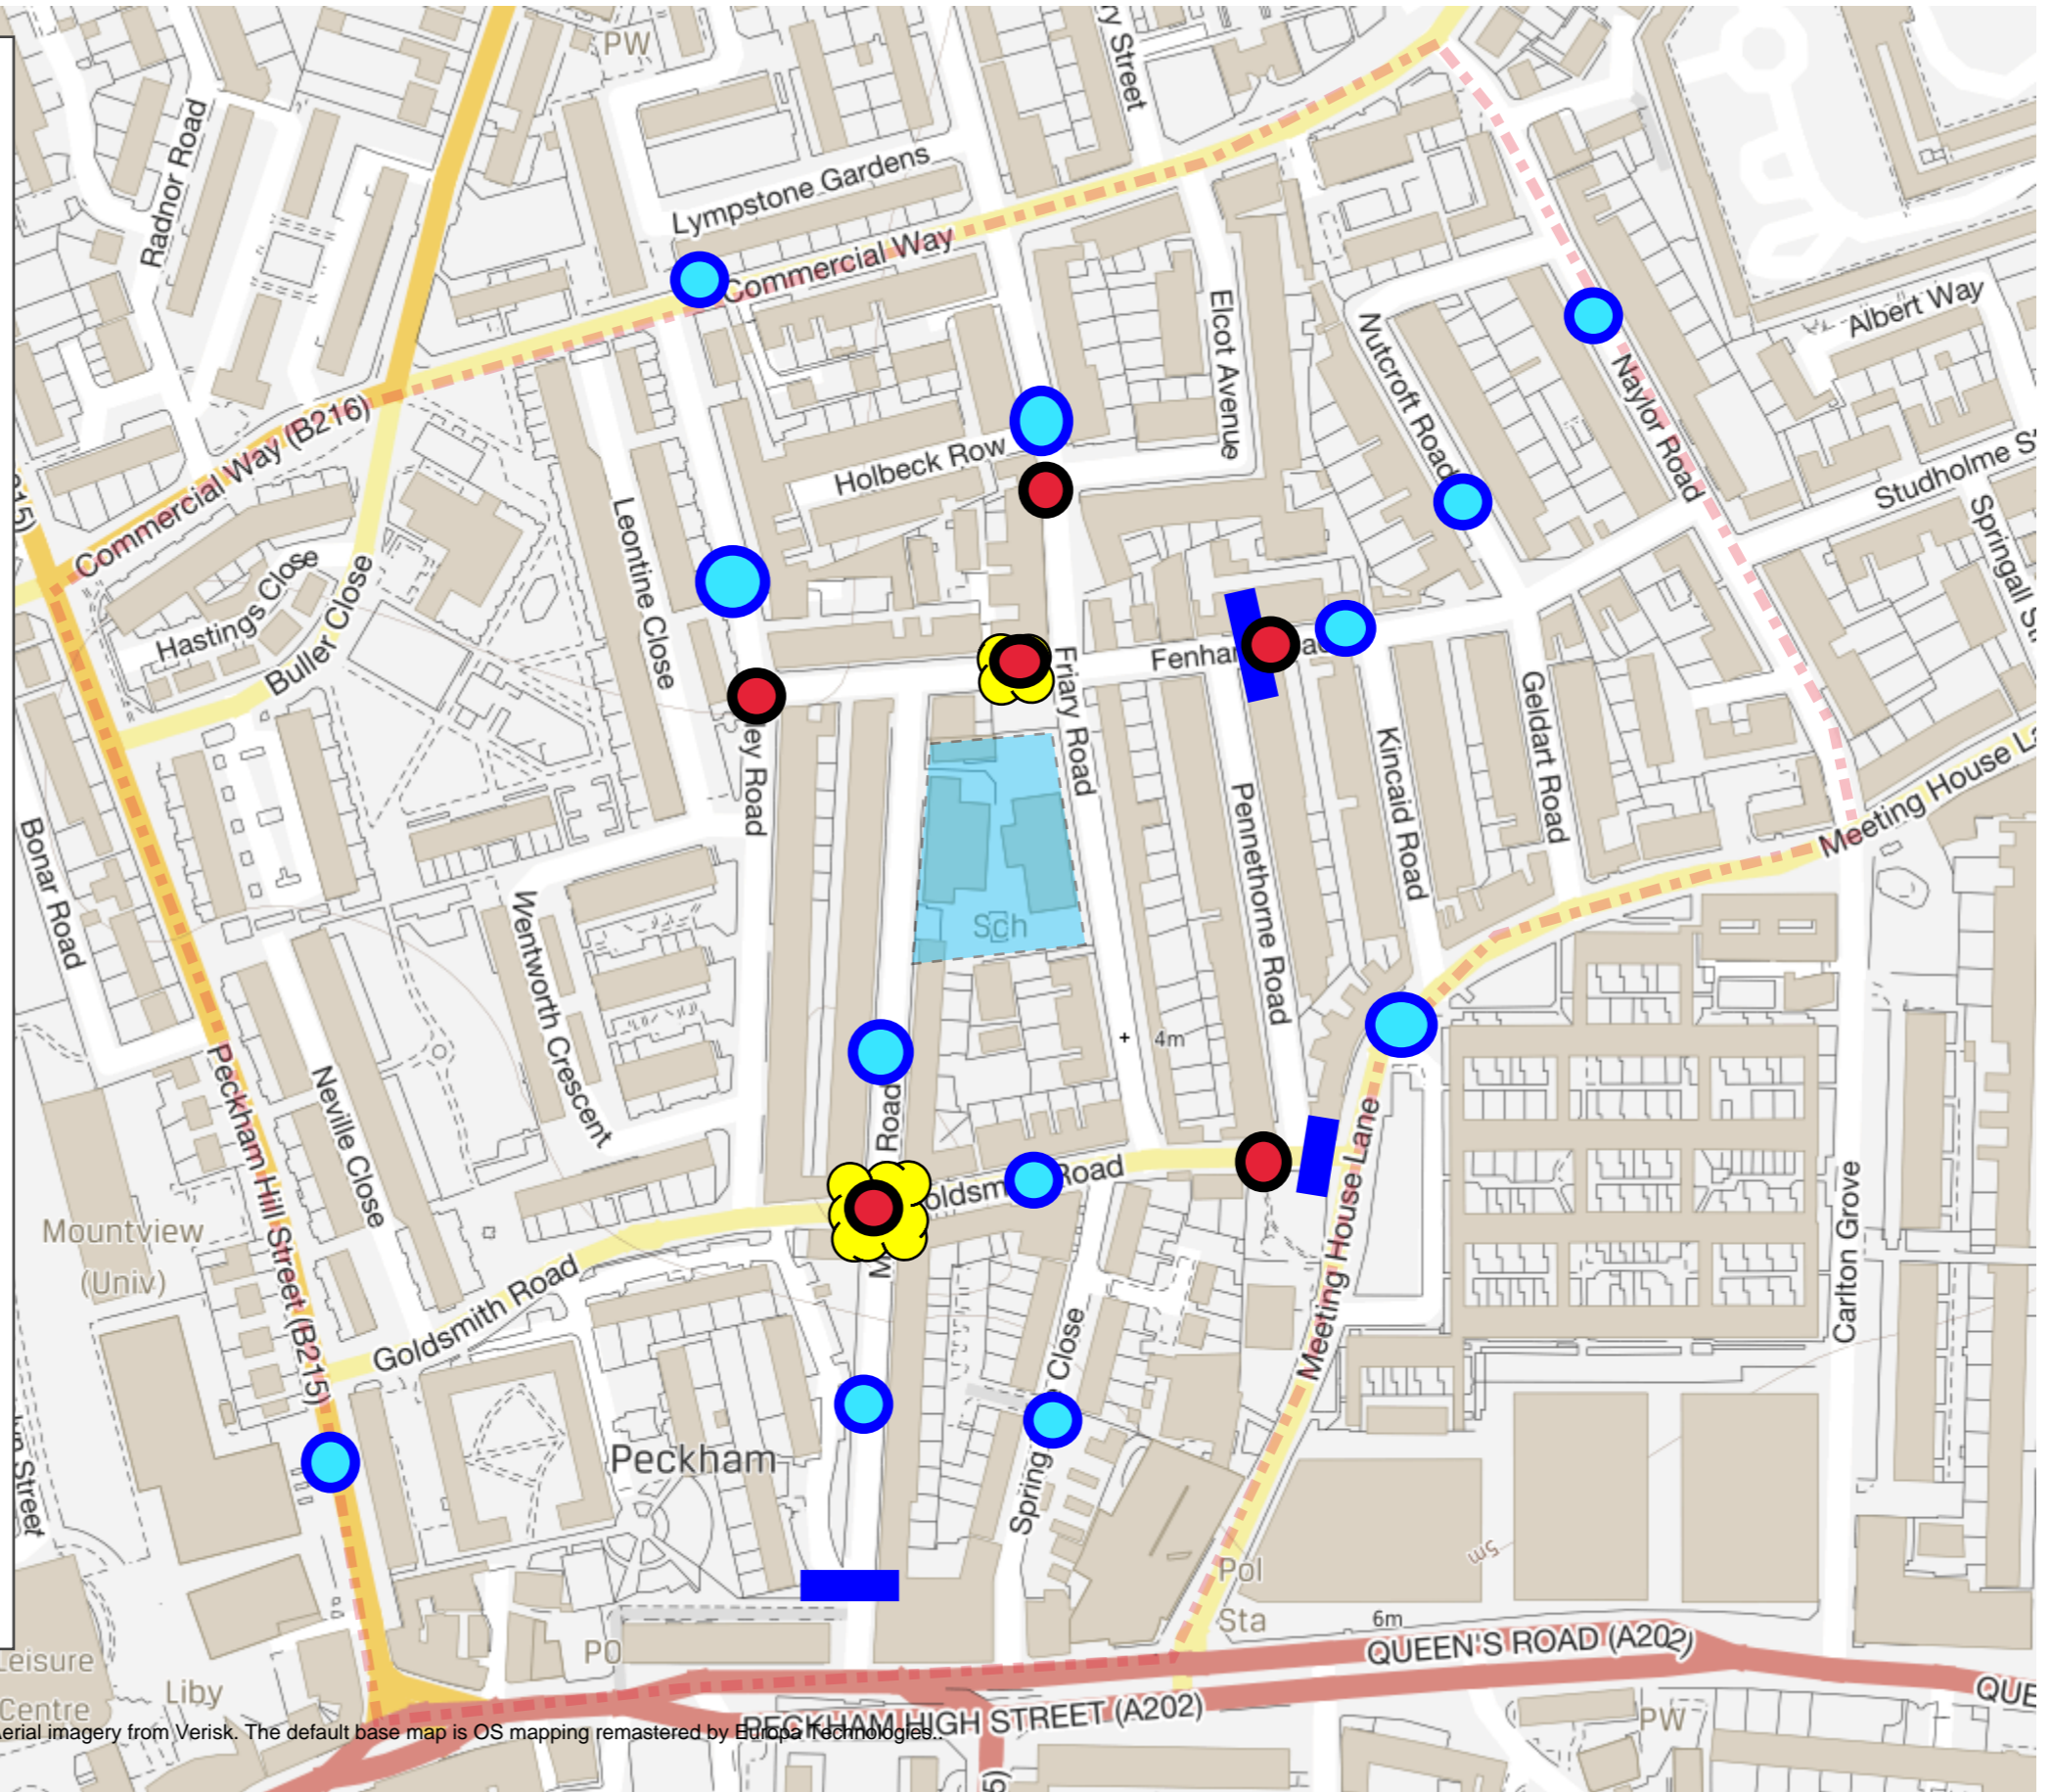 PW
ry Street
Radnor Road
Lympstone Gardens
Commercial Way
Elcot Avenue
Albert Way
Nutcroft Road
Naylor Road
Commercial Way (B216)
Holbeck Row
Studholme S
Springall St
Leontine Close
Hastings Close
Buller Close
Friary Road
Geldart Road
Kincaid Road
Pennethorne Road
ley Road
Meeting House La
Bonar Road
Wentworth Crescent
Sch
4m
Road
Peckham Hill Street (B215)
Neville Close
Meeting House Lane
Carlton Grove
Mountview
(Univ)
Goldsmith Road
Close
Peckham
Spring
Pol
Sta
5m
6m
QUEEN'S ROAD (A202)
PO
Leisure
Centre
Liby
QUE
PECKHAM HIGH STREET (A202)
PW
Aerial imagery from Verisk. The default base map is OS mapping remastered by Europa Technologies..